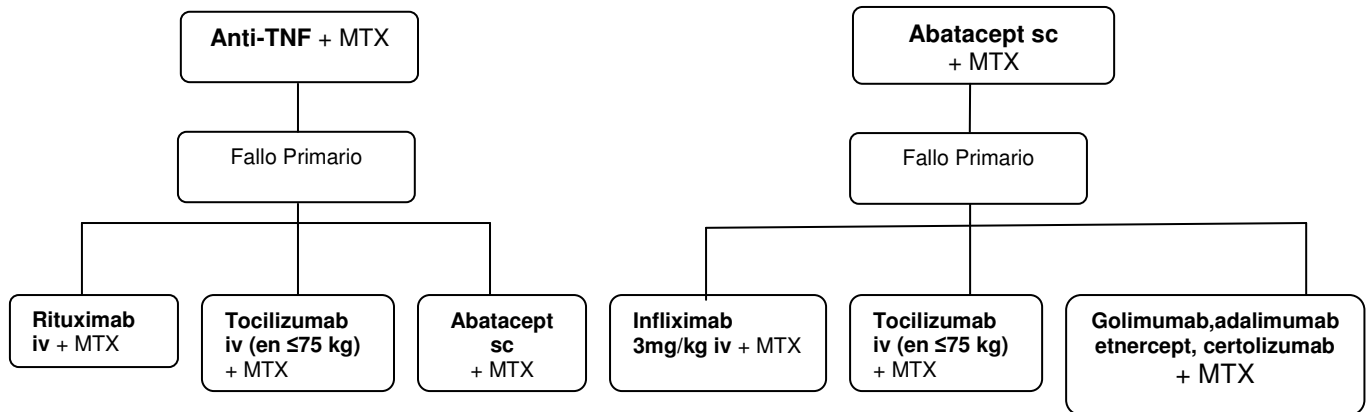 Anti-TNF + MTX
Abatacept sc
+ MTX
Fallo Primario
Fallo Primario
Rituximab
iv + MTX
Tocilizumab
iv (en ≤75 kg)
+ MTX
Abatacept
sc
+ MTX
Infliximab
3mg/kg iv + MTX
Tocilizumab
iv (en ≤75 kg)
+ MTX
Golimumab,adalimumab
etnercept, certolizumab
+ MTX